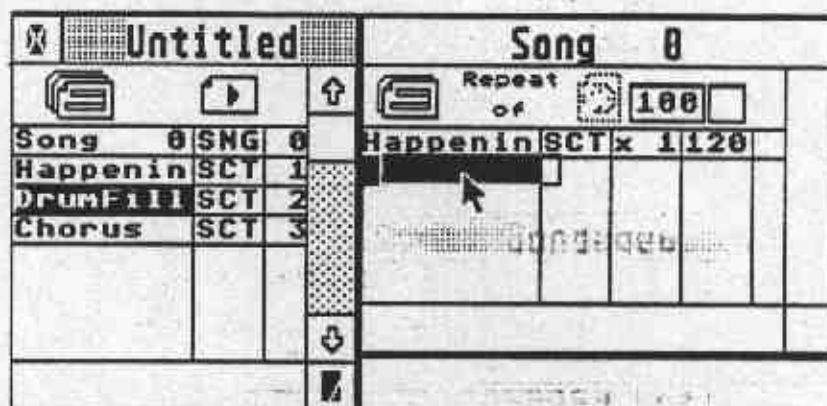 Untitled
Song 0 SNG 0
Happenin SCT 1
DrumFill SCT 2
Chorus SCT 3
Song 0
Repeat
of
100
Happenin SCT x 1 120